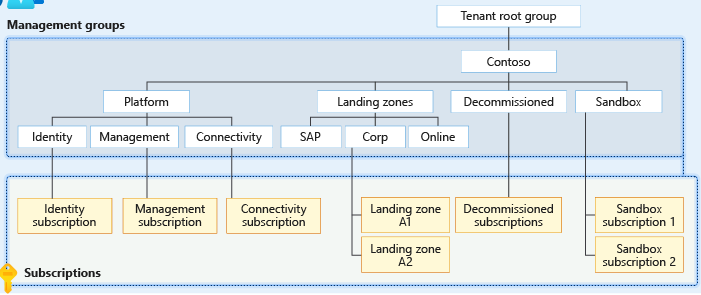 Tenant root group
Management groups
Contoso
Platform
Landing zones
Decommissioned
Sandbox
Identity
Management
Connectivity
SAP
Corp
Online
Identity
subscription
Management
subscription
Connectivity
subscription
Landing zone
A1
Landing zone
A2
Decommissioned
subscriptions
Sandbox
subscription 1
Sandbox
subscription 2
Subscriptions